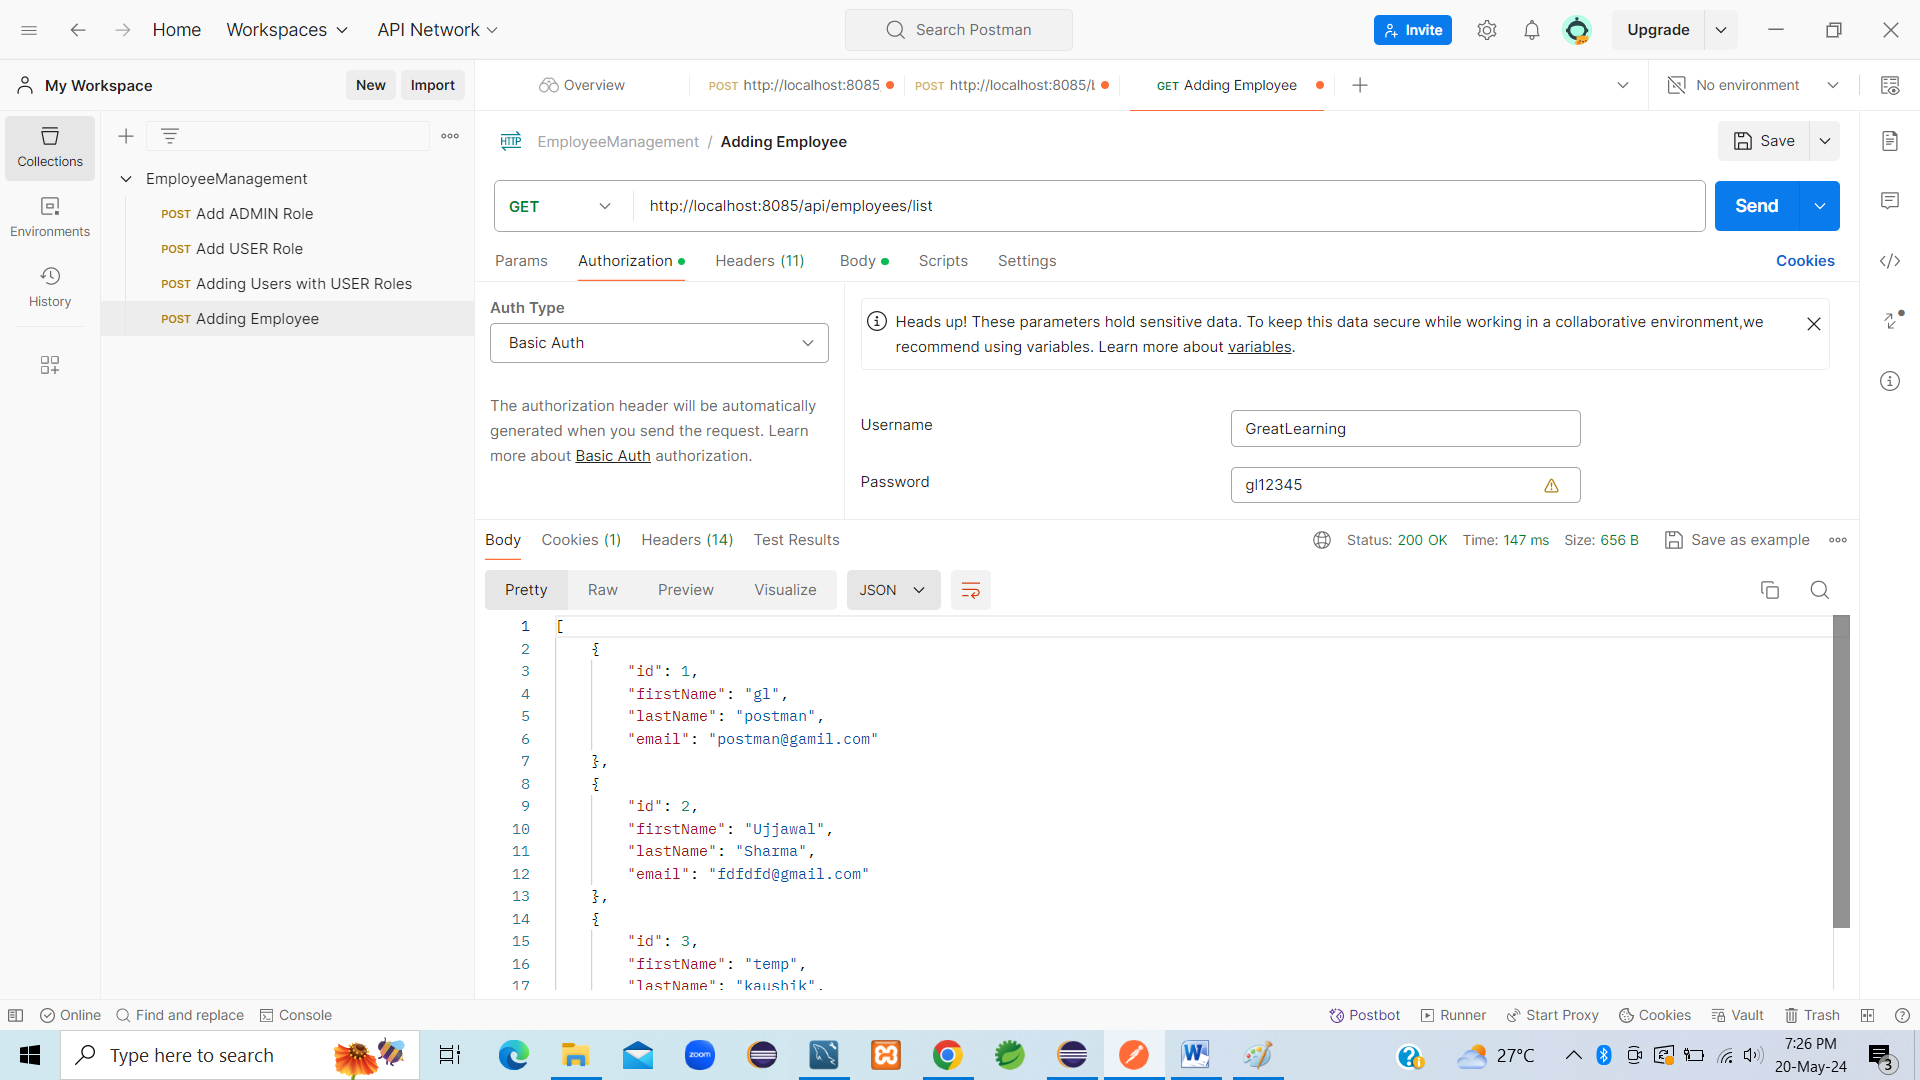 Home Workspaces API Network Search Postman Invite Upgrade
My Workspace New Import Overview POST http://localhost:8085, POST http://localhost:8085/b GET Adding Employee No environment
HTTP EmployeeManagement / Adding Employee Save
Collections
Environments
History
EmployeeManagement
POST Add ADMIN Role
POST Add USER Role
POST Adding Users with USER Roles
POST Adding Employee
GET http://localhost:8085/api/employees/list Send
Params Authorization Headers (11) Body Scripts Settings Cookies
Auth Type
Basic Auth
The authorization header will be automatically
generated when you send the request. Learn
more about Basic Auth authorization.
Heads up! These parameters hold sensitive data. To keep this data secure while working in a collaborative environment,we
recommend using variables. Learn more about variables.
Username GreatLearning
Password gl12345
Body Cookies (1) Headers (14) Test Results Status: 200 OK Time: 147 ms Size: 656 B Save as example
Pretty Raw Preview Visualize JSON
1 [
2 {
3 "id": 1,
4 "firstName": "gl",
5 "lastName": "postman",
6 "email": "postman@gamil.com"
7 },
8 {
9 "id": 2,
10 "firstName": "Ujjawal",
11 "lastName": "Sharma",
12 "email": "fdfdfd@gmail.com"
13 },
14 {
15 "id": 3,
16 "firstName": "temp",
17 "lastName": "kaushik",
Online Find and replace Console Postbot Runner Start Proxy Cookies Vault Trash
Type here to search zoom 27°C 7:26 PM
20-May-24 3